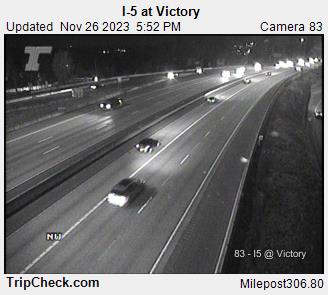 I-5 at Victory
Updated Nov 26 2023 5:52 PM Camera 83
T
NW
83 - I5 @ Victory
TripCheck.com Milepost306.80